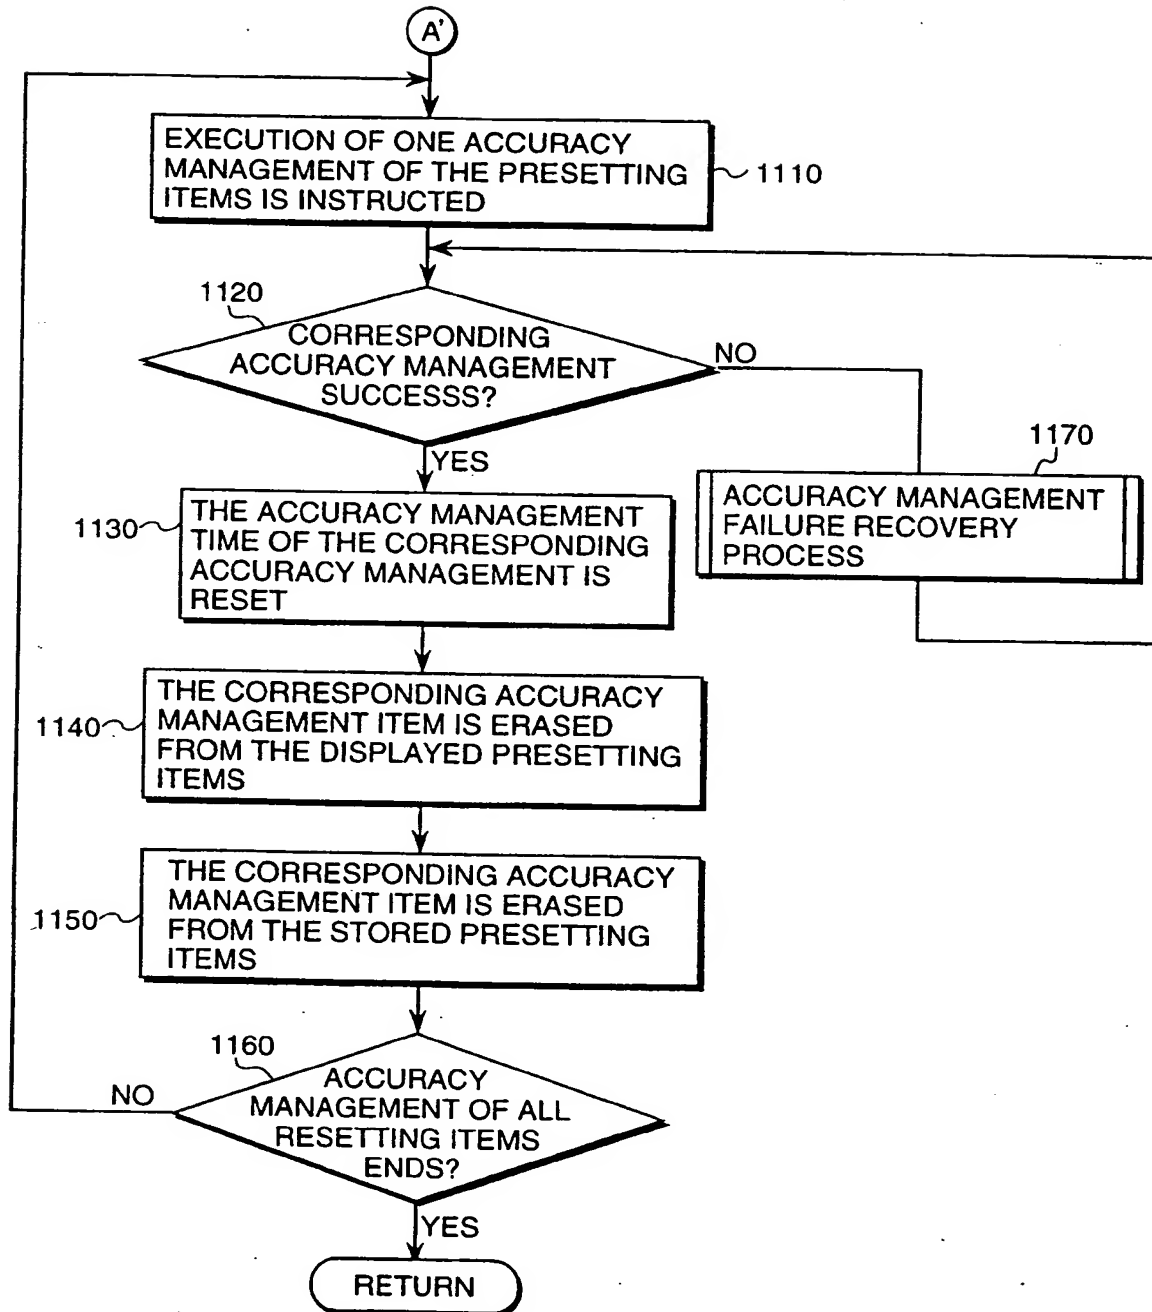 A'
EXECUTION OF ONE ACCURACY
MANAGEMENT OF THE PRESETTING
ITEMS IS INSTRUCTED
1110
1120
CORRESPONDING
ACCURACY MANAGEMENT
SUCCESSS?
NO
YES
1170
ACCURACY MANAGEMENT
FAILURE RECOVERY
PROCESS
1130
THE ACCURACY MANAGEMENT
TIME OF THE CORRESPONDING
ACCURACY MANAGEMENT IS
RESET
1140
THE CORRESPONDING ACCURACY
MANAGEMENT ITEM IS ERASED
FROM THE DISPLAYED PRESETTING
ITEMS
1150
THE CORRESPONDING ACCURACY
MANAGEMENT ITEM IS ERASED
FROM THE STORED PRESETTING
ITEMS
1160
NO
ACCURACY
MANAGEMENT OF ALL
RESETTING ITEMS
ENDS?
YES
RETURN